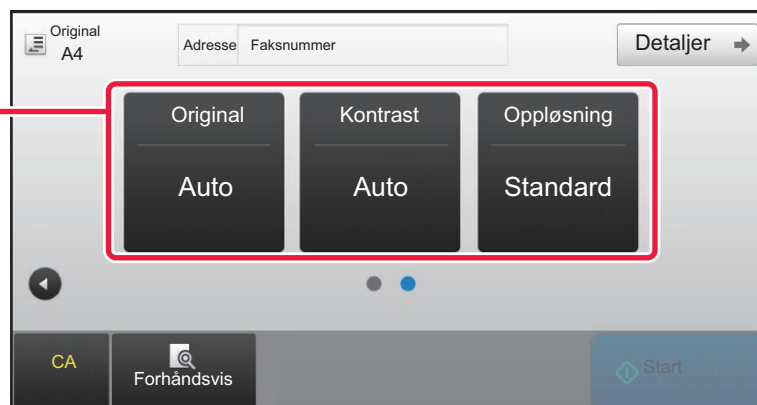 Original
A4
Adresse Faksnummer
Detaljer
Original
Kontrast
Oppløsning
Auto
Auto
Standard
CA
Forhåndsvis
Start